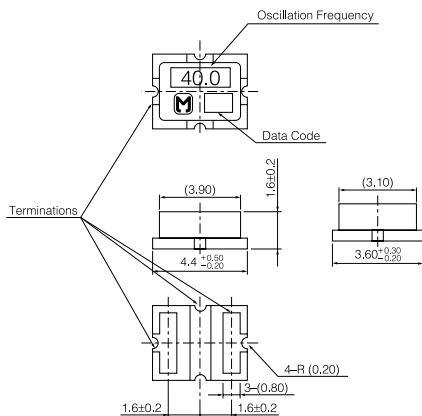 Oscillation Frequency
40.0
M
Data Code
Terminations
(3.90)
1.6±0.2
4.4 +0.50 -0.20
(3.10)
3.60 +0.30 -0.20
4–R (0.20)
3–(0.80)
1.6±0.2
1.6±0.2